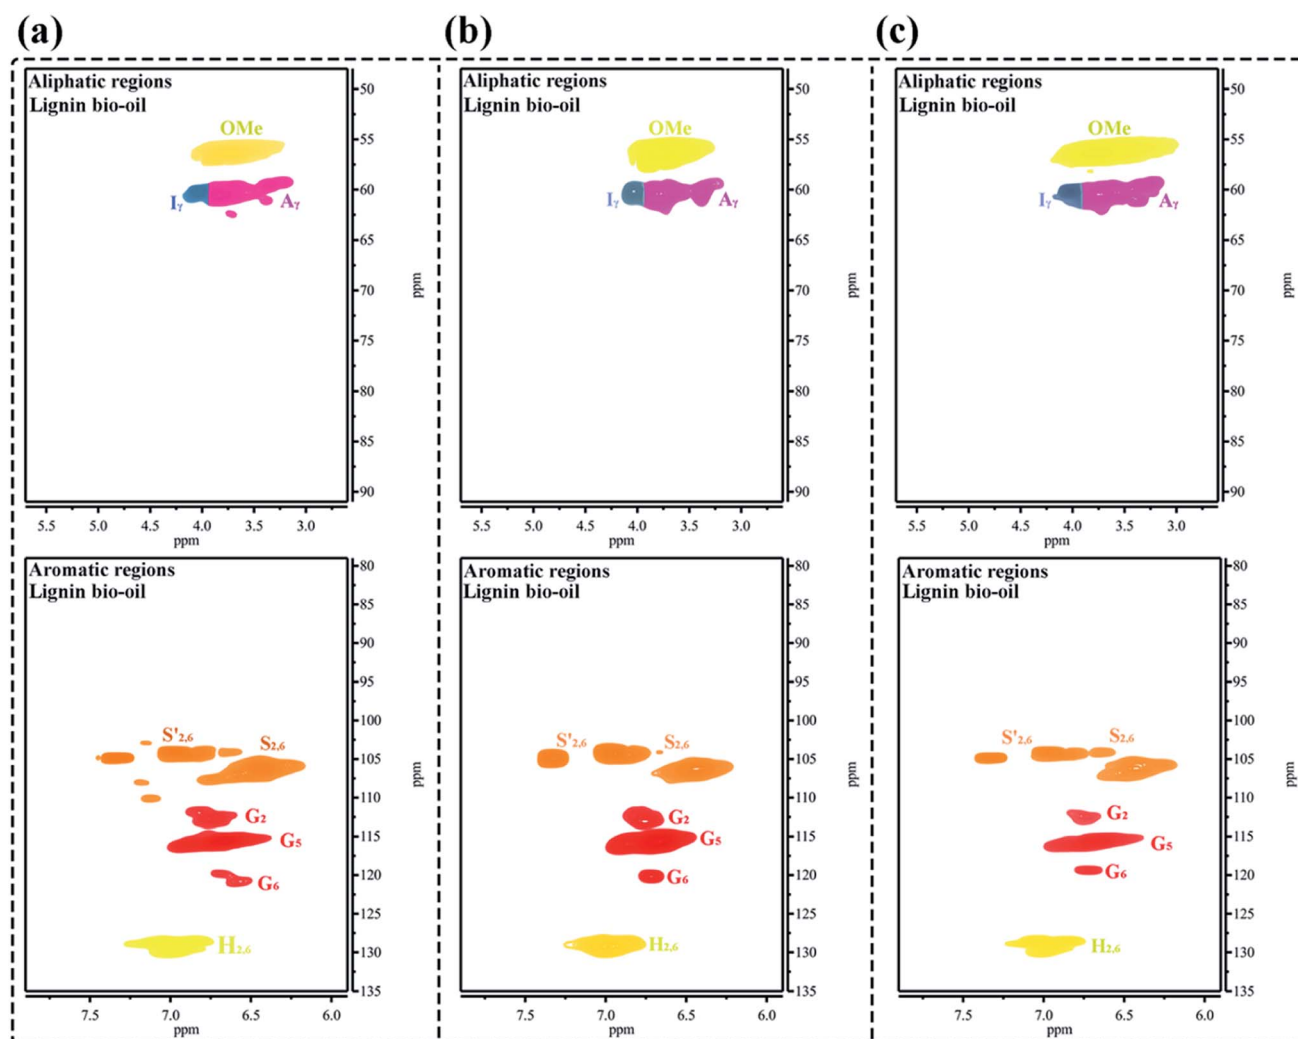 (a)
Aliphatic regions
Lignin bio-oil
OMe
Iγ
Aγ
50
55
60
65
70
75
80
85
90
ppm
5.5 5.0 4.5 4.0 3.5 3.0
ppm
Aromatic regions
Lignin bio-oil
S'2,6
S2,6
G2
G5
G6
H2,6
80
85
90
95
100
105
110
115
120
125
130
135
ppm
7.5 7.0 6.5 6.0
ppm
(b)
Aliphatic regions
Lignin bio-oil
OMe
Iγ
Aγ
50
55
60
65
70
75
80
85
90
ppm
5.5 5.0 4.5 4.0 3.5 3.0
ppm
Aromatic regions
Lignin bio-oil
S'2,6
S2,6
G2
G5
G6
H2,6
80
85
90
95
100
105
110
115
120
125
130
135
ppm
7.5 7.0 6.5 6.0
ppm
(c)
Aliphatic regions
Lignin bio-oil
OMe
Iγ
Aγ
50
55
60
65
70
75
80
85
90
ppm
5.5 5.0 4.5 4.0 3.5 3.0
ppm
Aromatic regions
Lignin bio-oil
S'2,6
S2,6
G2
G5
G6
H2,6
80
85
90
95
100
105
110
115
120
125
130
135
ppm
7.5 7.0 6.5 6.0
ppm